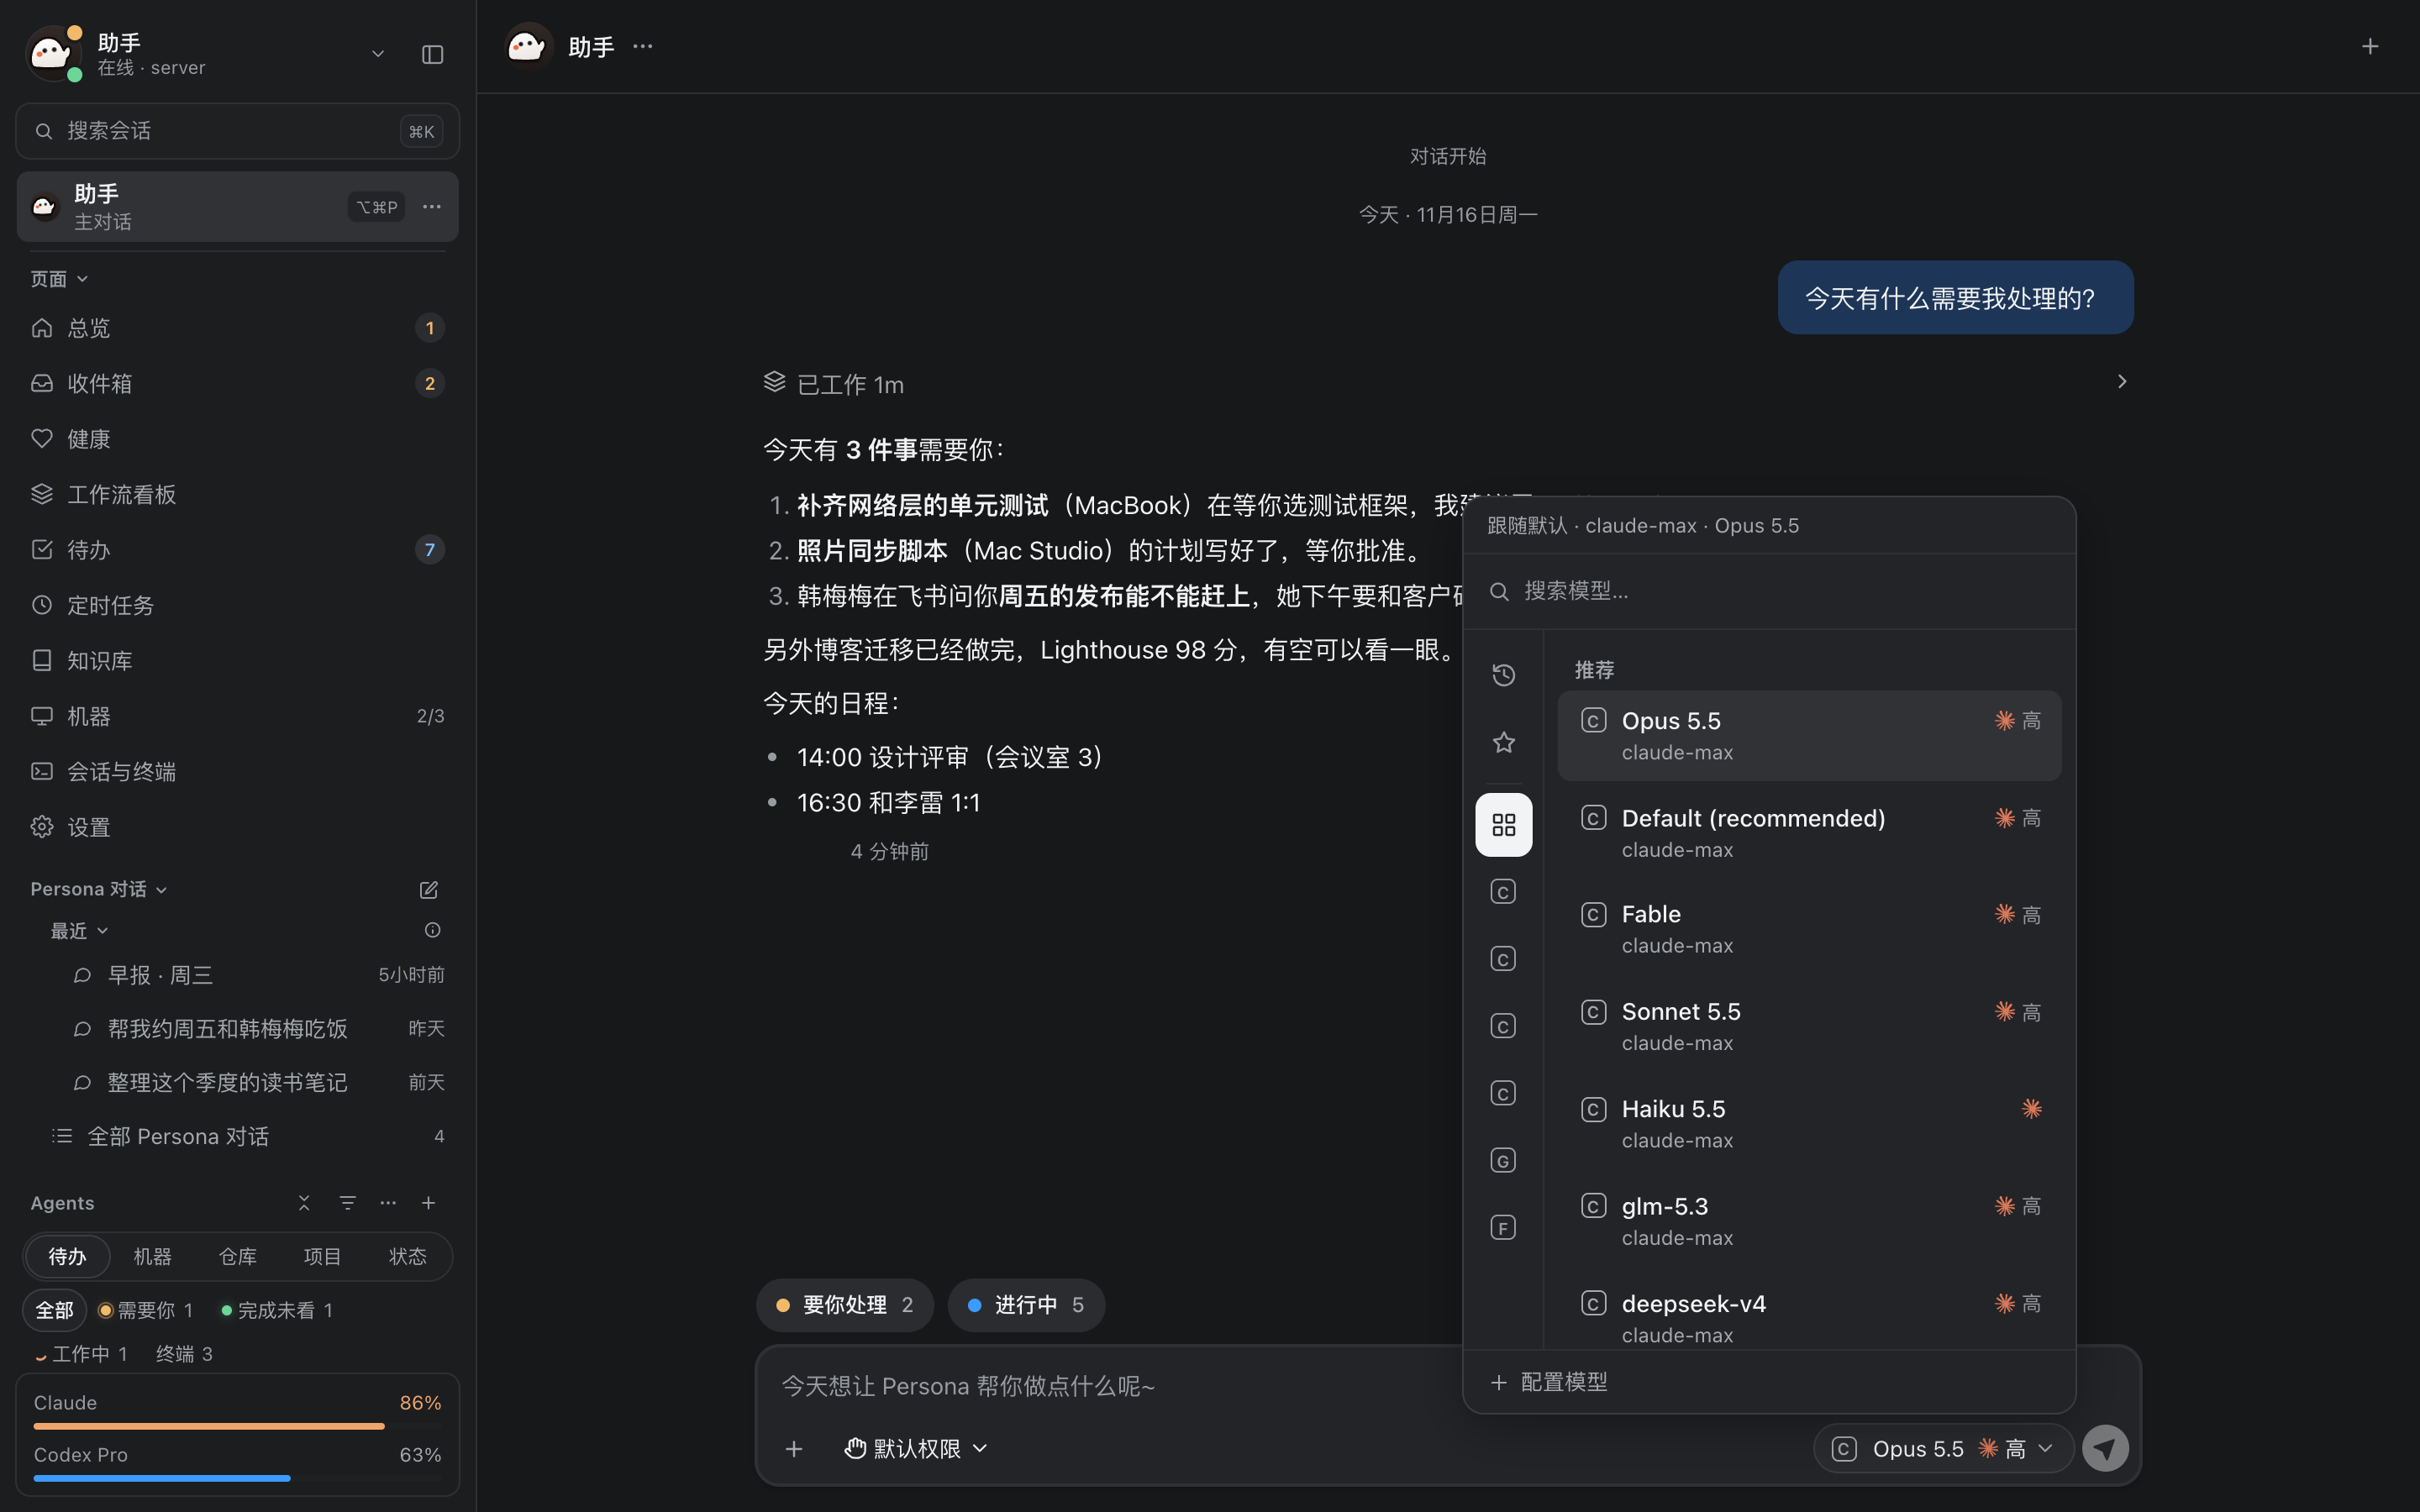 助手
在线 · server
搜索会话
⌘K
助手
主对话
⌥⌘P
页面
总览
1
收件箱
2
健康
工作流看板
待办
7
定时任务
知识库
机器
2/3
会话与终端
设置
Persona 对话
最近
早报 · 周三
5小时前
帮我约周五和韩梅梅吃饭
昨天
整理这个季度的读书笔记
前天
全部 Persona 对话
4
Agents
待办
机器
仓库
项目
状态
全部
需要你 1
完成未看 1
工作中 1
终端 3
Claude
86%
Codex Pro
63%
助手
对话开始
今天 · 11月16日周一
今天有什么需要我处理的?
已工作 1m
今天有 3 件事需要你：
1. 补齐网络层的单元测试（MacBook）在等你选测试框架，我
2. 照片同步脚本（Mac Studio）的计划写好了，等你批准。
3. 韩梅梅在飞书问你周五的发布能不能赶上，她下午要和客户
另外博客迁移已经做完，Lighthouse 98 分，有空可以看一眼。
今天的日程：
14:00 设计评审（会议室 3）
16:30 和李雷 1:1
4 分钟前
要你处理 2
进行中 5
今天想让 Persona 帮你做点什么呢~
默认权限
C
Opus 5.5
高
跟随默认 · claude-max · Opus 5.5
搜索模型...
C
C
C
C
G
F
推荐
C
Opus 5.5
高
claude-max
C
Default (recommended)
高
claude-max
C
Fable
高
claude-max
C
Sonnet 5.5
高
claude-max
C
Haiku 5.5
claude-max
C
glm-5.3
高
claude-max
C
deepseek-v4
高
claude-max
配置模型